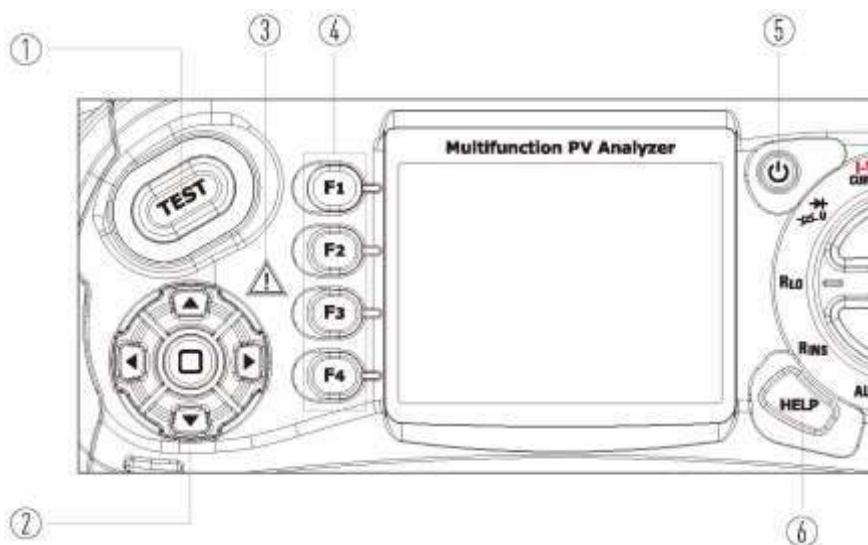 ① ③ ④ ⑤
Multifunction PV Analyzer
TEST
F1
F2
F3
F4
RLO
RINS
HELP
② ⑥